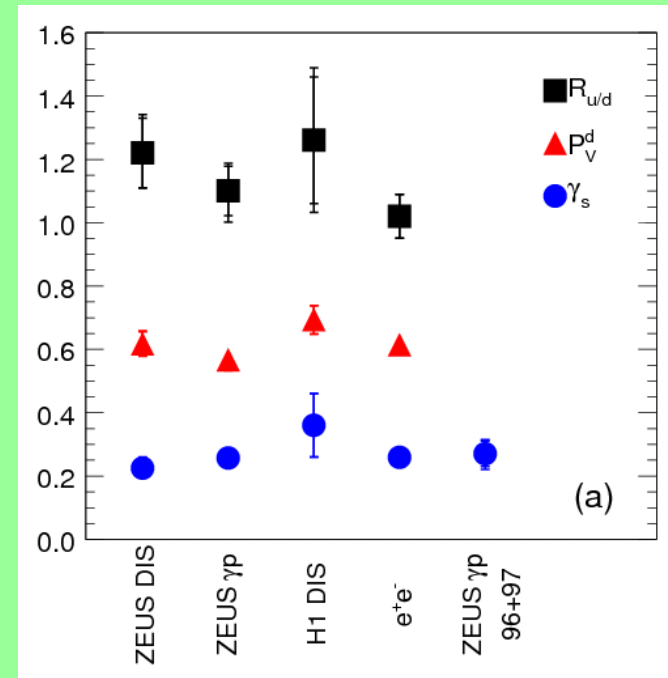 1.6
1.4
1.2
1.0
0.8
0.6
0.4
0.2
0.0
R_{u/d}
P_V^d
γ_s
(a)
ZEUS DIS
ZEUS γp
H1 DIS
e⁺e⁻
ZEUS γp
96+97